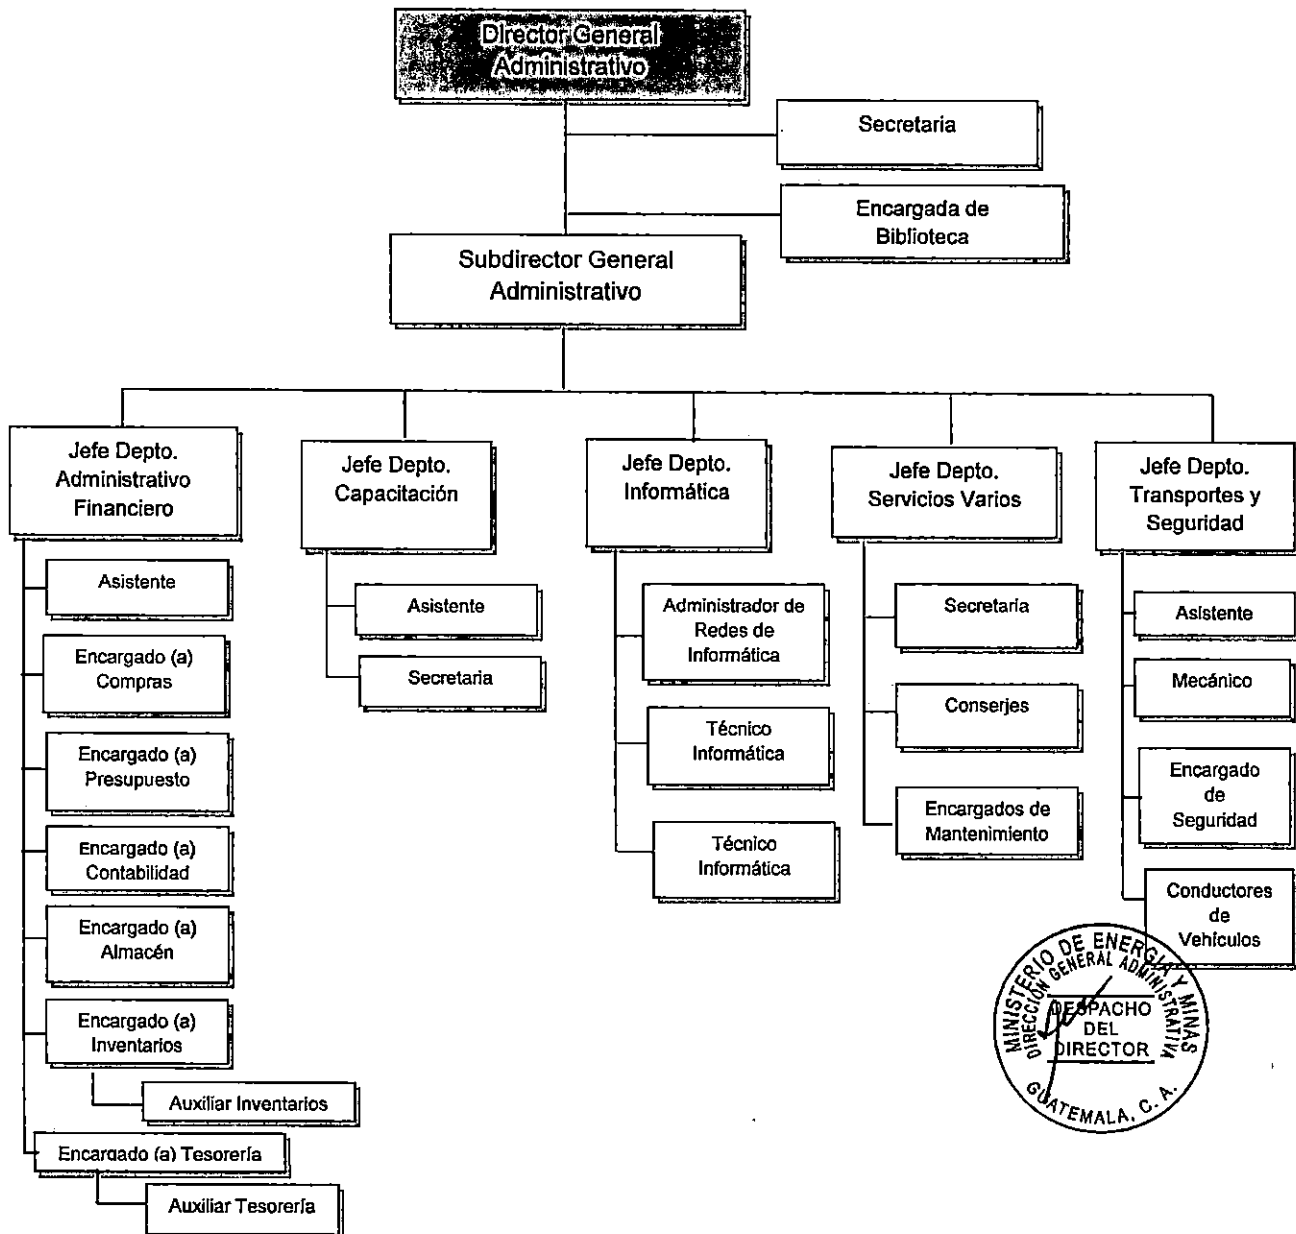 Director General
Administrativo
Secretaria
Encargada de
Biblioteca
Subdirector General
Administrativo
Jefe Depto.
Administrativo
Financiero
Asistente
Encargado (a)
Compras
Encargado (a)
Presupuesto
Encargado (a)
Contabilidad
Encargado (a)
Almacén
Encargado (a)
Inventarios
Auxiliar Inventarios
Encargado (a) Tesorería
Auxiliar Tesorería
Jefe Depto.
Capacitación
Asistente
Secretaria
Jefe Depto.
Informática
Administrador de
Redes de
Informática
Técnico
Informática
Técnico
Informática
Jefe Depto.
Servicios Varios
Secretaria
Conserjes
Encargados de
Mantenimiento
Jefe Depto.
Transportes y
Seguridad
Asistente
Mecánico
Encargado
de
Seguridad
Conductores
de
Vehículos
MINISTERIO DE ENERGIA Y MINAS
DIRECCIÓN GENERAL ADMINISTRATIVA
DESPACHO
DEL
DIRECTOR
GUATEMALA, C. A.